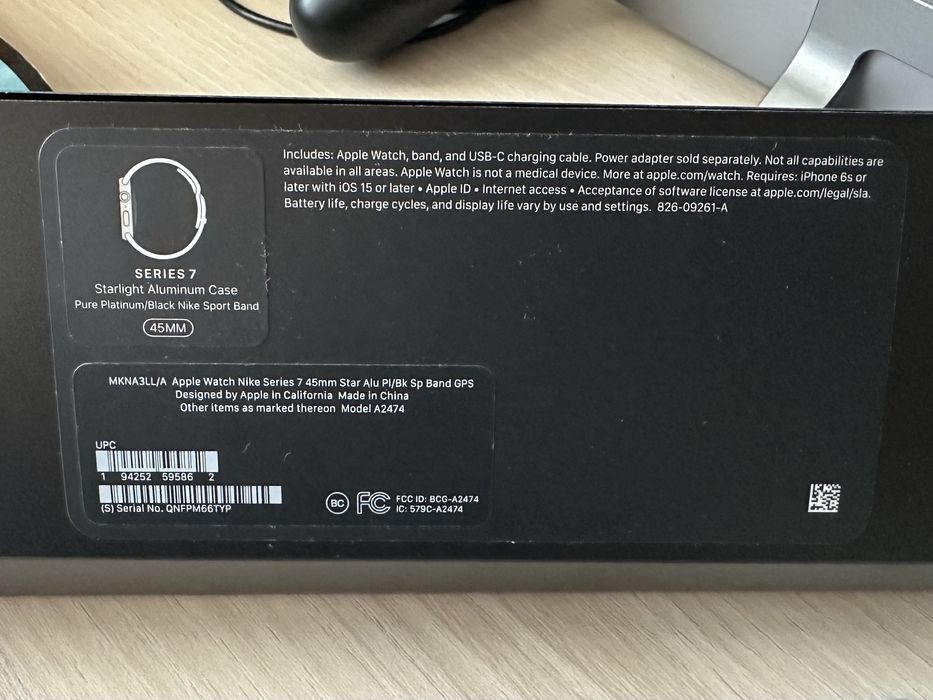 Includes: Apple Watch, band, and USB-C charging cable. Power adapter sold separately. Not all capabilities are
available in all areas. Apple Watch is not a medical device. More at apple.com/watch. Requires: iPhone 6s or
later with iOS 15 or later • Apple ID • Internet access • Acceptance of software license at apple.com/legal/sla.
Battery life, charge cycles, and display life vary by use and settings. 826-09261-A
SERIES 7
Starlight Aluminum Case
Pure Platinum/Black Nike Sport Band
45MM
MKNA3LL/A Apple Watch Nike Series 7 45mm Star Alu Pl/Bk Sp Band GPS
Designed by Apple in California Made in China
Other items as marked thereon Model A2474
UPC
1 94252 59586 2
(S) Serial No. QNFPM66TYP
BC
FC
FCC ID: BCG-A2474
IC: 579C-A2474